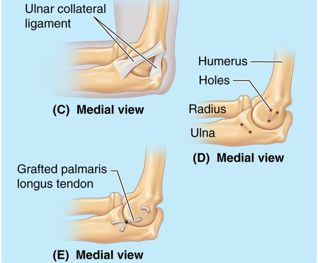 Ulnar collateral
ligament
(C) Medial view
Humerus
Holes
Radius
Ulna
(D) Medial view
Grafted palmaris
longus tendon
(E) Medial view